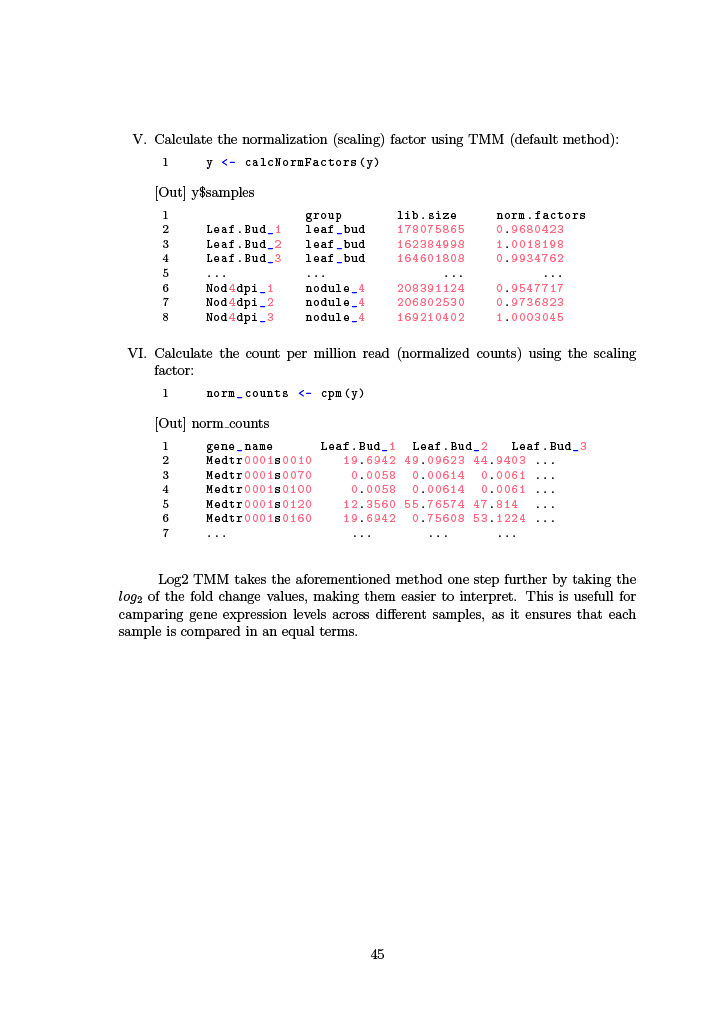 V. Calculate the normalization (scaling) factor using TMM (default method):
1 y <- calcNormFactors(y)
[Out] y$samples
1 group lib.size norm.factors
2 Leaf.Bud_1 leaf_bud 178075865 0.9680423
3 Leaf.Bud_2 leaf_bud 162384998 1.0018198
4 Leaf.Bud_3 leaf_bud 164601808 0.9934762
5 ... ... ... ...
6 Nod4dpi_1 nodule_4 208391124 0.9547717
7 Nod4dpi_2 nodule_4 206802530 0.9736823
8 Nod4dpi_3 nodule_4 169210402 1.0003045
VI. Calculate the count per million read (normalized counts) using the scaling
factor:
1 norm_counts <- cpm(y)
[Out] norm_counts
1 gene_name Leaf.Bud_1 Leaf.Bud_2 Leaf.Bud_3
2 Medtr0001s0010 19.6942 49.09623 44.9403 ...
3 Medtr0001s0070 0.0058 0.00614 0.0061 ...
4 Medtr0001s0100 0.0058 0.00614 0.0061 ...
5 Medtr0001s0120 12.3560 55.76574 47.814 ...
6 Medtr0001s0160 19.6942 0.75608 53.1224 ...
7 ... ... ... ...
Log2 TMM takes the aforementioned method one step further by taking the
log₂ of the fold change values, making them easier to interpret. This is usefull for
camparing gene expression levels across different samples, as it ensures that each
sample is compared in an equal terms.
45